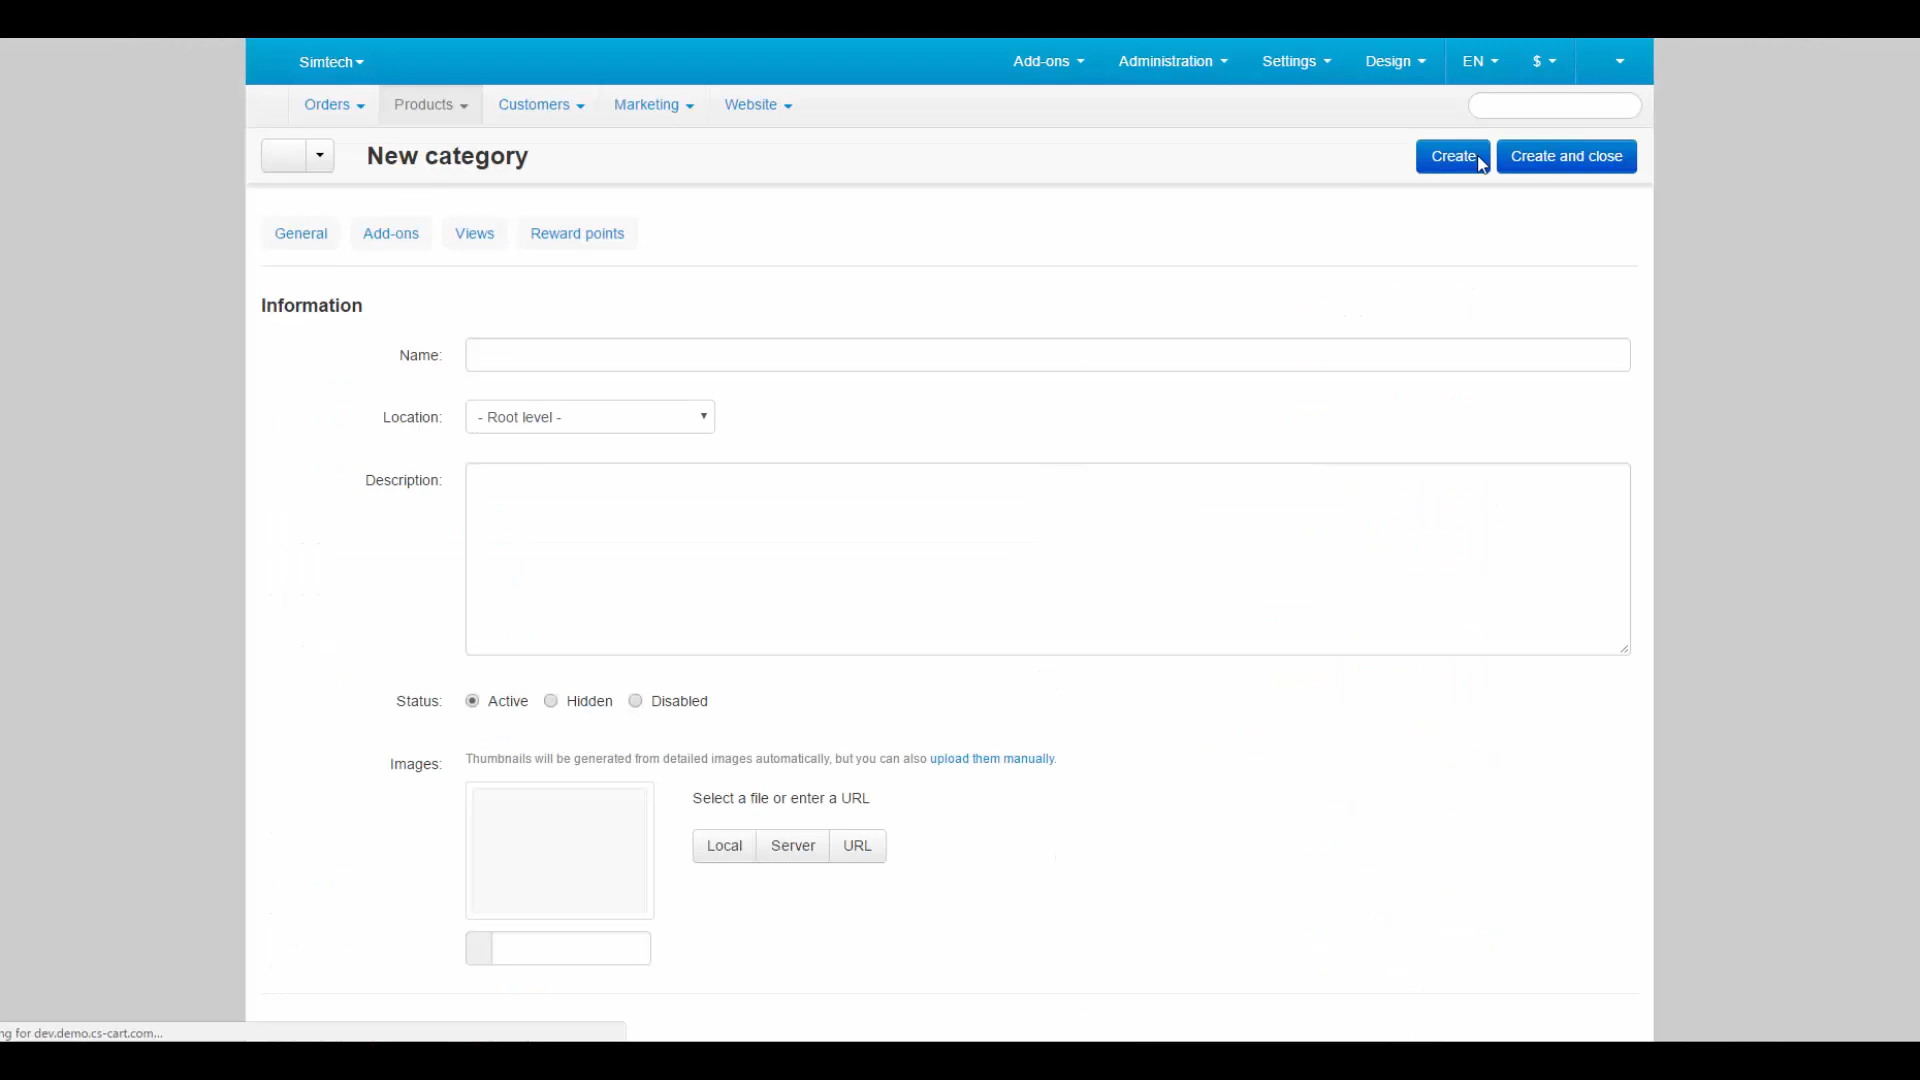 Simtech
Add-ons
Administration
Settings
Design
EN
$
Orders
Products
Customers
Marketing
Website
New category
Create
Create and close
General
Add-ons
Views
Reward points
Information
Name:
Location:
- Root level -
Description:
Status:
Active
Hidden
Disabled
Images:
Thumbnails will be generated from detailed images automatically, but you can also upload them manually.
Select a file or enter a URL
Local
Server
URL
ng for dev.demo.cs-cart.com...